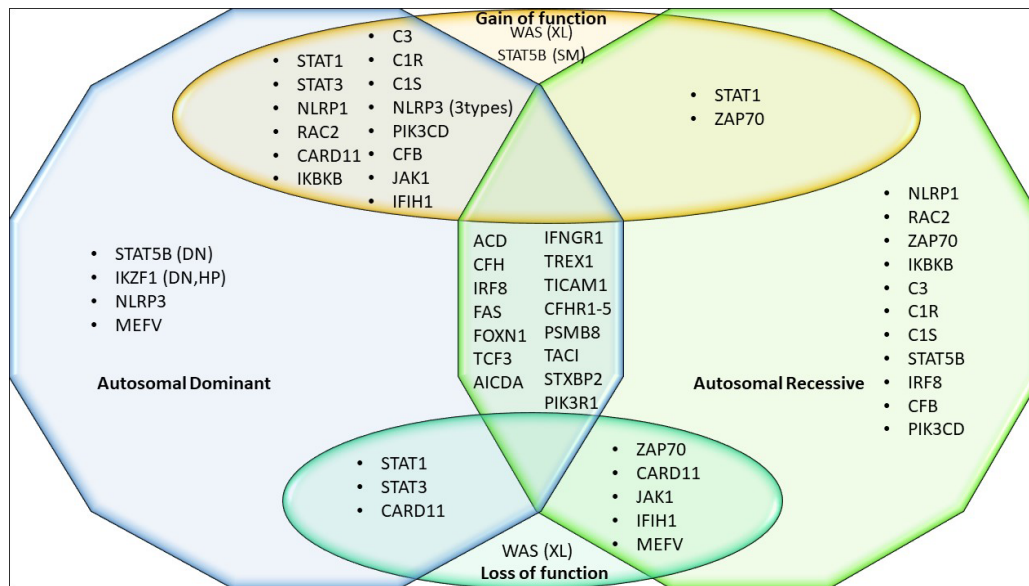 Gain of function
WAS (XL)
STAT5B (SM)
• STAT1
• STAT3
• NLRP1
• RAC2
• CARD11
• IKBKB
• C3
• C1R
• C1S
• NLRP3 (3types)
• PIK3CD
• CFB
• JAK1
• IFIH1
• STAT1
• ZAP70
• STAT5B (DN)
• IKZF1 (DN,HP)
• NLRP3
• MEFV
Autosomal Dominant
ACD
CFH
IRF8
FAS
FOXN1
TCF3
AICDA
IFNGR1
TREX1
TICAM1
CFHR1-5
PSMB8
TACI
STXBP2
PIK3R1
• NLRP1
• RAC2
• ZAP70
• IKBKB
• C3
• C1R
• C1S
• STAT5B
• IRF8
• CFB
• PIK3CD
Autosomal Recessive
• STAT1
• STAT3
• CARD11
• ZAP70
• CARD11
• JAK1
• IFIH1
• MEFV
WAS (XL)
Loss of function